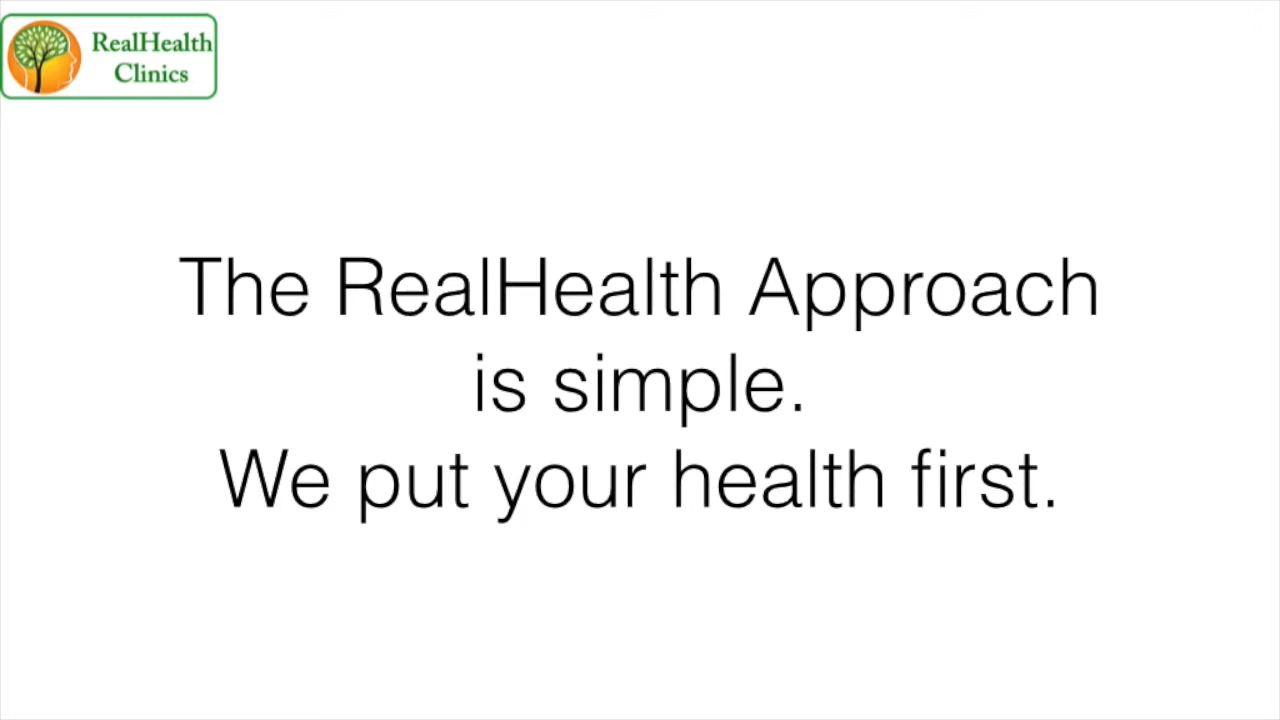 RealHealth
Clinics
The RealHealth Approach
is simple.
We put your health first.